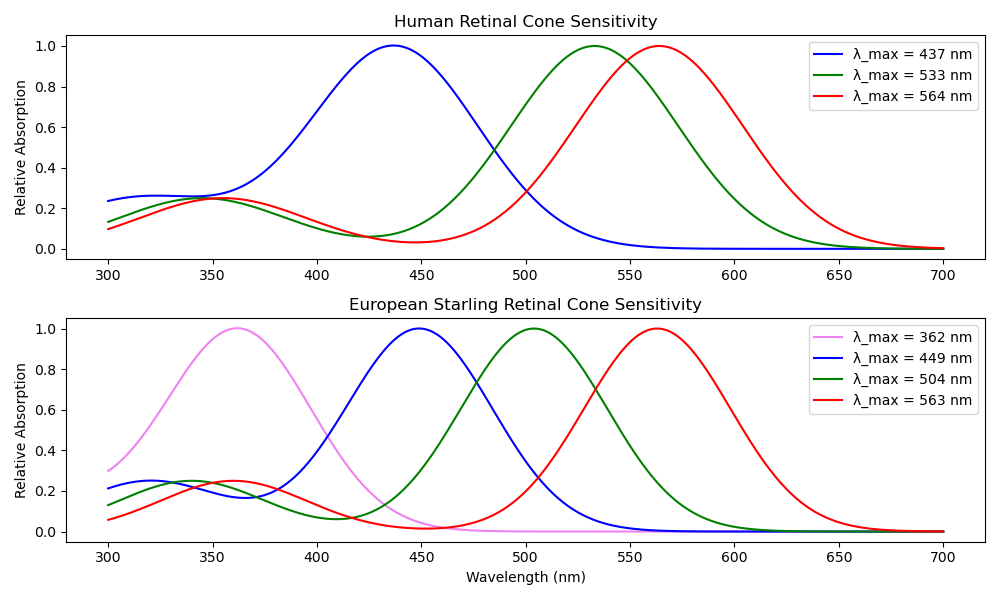 Human Retinal Cone Sensitivity
Relative Absorption
1.0
0.8
0.6
0.4
0.2
0.0
λ_max = 437 nm
λ_max = 533 nm
λ_max = 564 nm
300 350 400 450 500 550 600 650 700
European Starling Retinal Cone Sensitivity
Relative Absorption
1.0
0.8
0.6
0.4
0.2
0.0
λ_max = 362 nm
λ_max = 449 nm
λ_max = 504 nm
λ_max = 563 nm
300 350 400 450 500 550 600 650 700
Wavelength (nm)